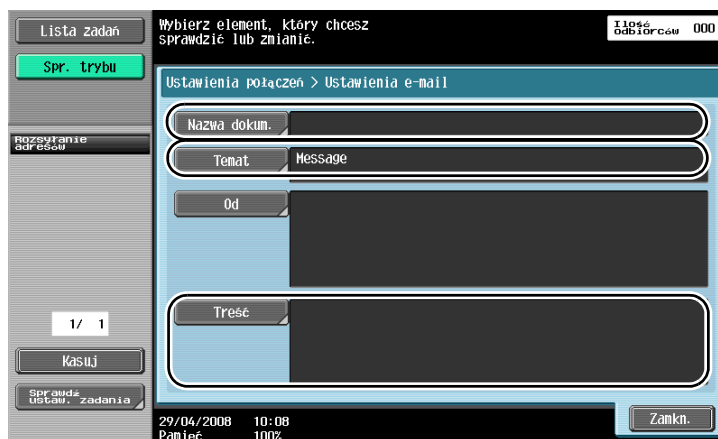 Lista zadań
Spr. trybu
Rozsyłanie
adresów
1/ 1
Kasuj
Sprawdź
ustaw. zadania
Wybierz element, który chcesz
sprawdzić lub zmianić.
Ilość
odbiorców 000
Ustawienia połączeń > Ustawienia e-mail
Nazwa dokum.
Temat Message
Od
Treść
Zamkn.
29/04/2008 10:08
Pamięć 100%